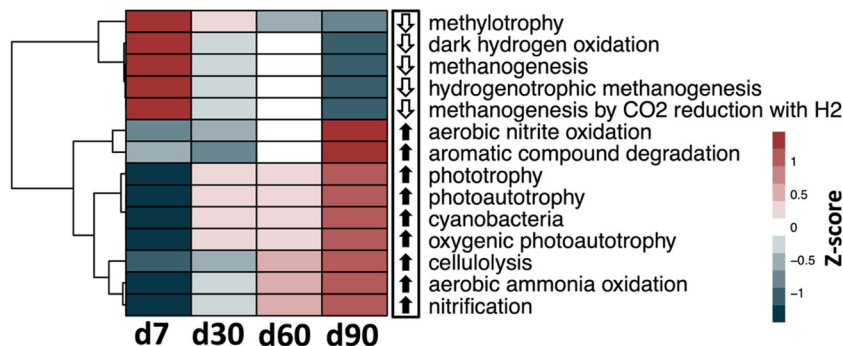 methylotrophy
dark hydrogen oxidation
methanogenesis
hydrogenotrophic methanogenesis
methanogenesis by CO2 reduction with H2
aerobic nitrite oxidation
aromatic compound degradation
phototrophy
photoautotrophy
cyanobacteria
oxygenic photoautotrophy
cellulolysis
aerobic ammonia oxidation
nitrification
d7 d30 d60 d90
1
0.5
0
−0.5
−1
Z-score